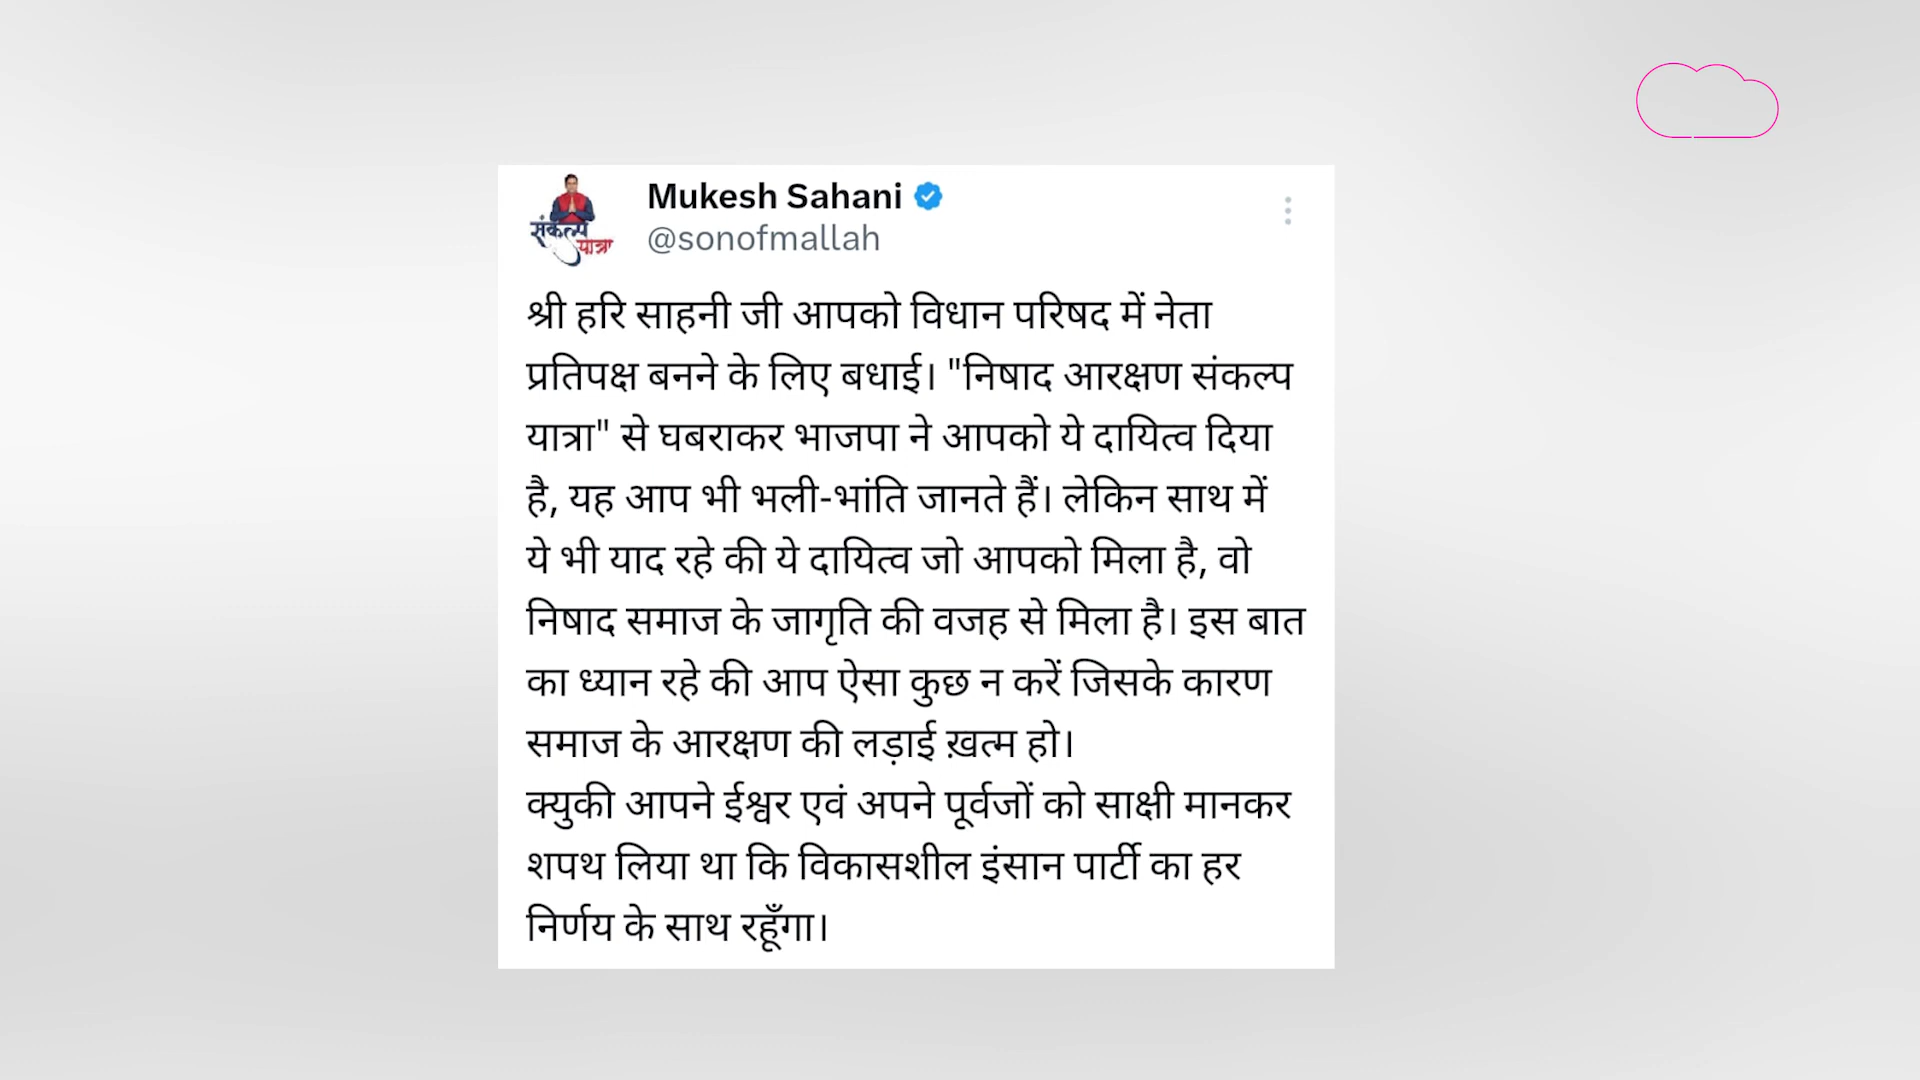 Mukesh Sahani
@sonofmallah
संकल्प
यात्रा
श्री हरि साहनी जी आपको विधान परिषद में नेता
प्रतिपक्ष बनने के लिए बधाई। "निषाद आरक्षण संकल्प
यात्रा" से घबराकर भाजपा ने आपको ये दायित्व दिया
है, यह आप भी भली-भांति जानते हैं। लेकिन साथ में
ये भी याद रहे की ये दायित्व जो आपको मिला है, वो
निषाद समाज के जागृति की वजह से मिला है। इस बात
का ध्यान रहे की आप ऐसा कुछ न करें जिसके कारण
समाज के आरक्षण की लड़ाई ख़त्म हो।
क्युकी आपने ईश्वर एवं अपने पूर्वजों को साक्षी मानकर
शपथ लिया था कि विकासशील इंसान पार्टी का हर
निर्णय के साथ रहूँगा।